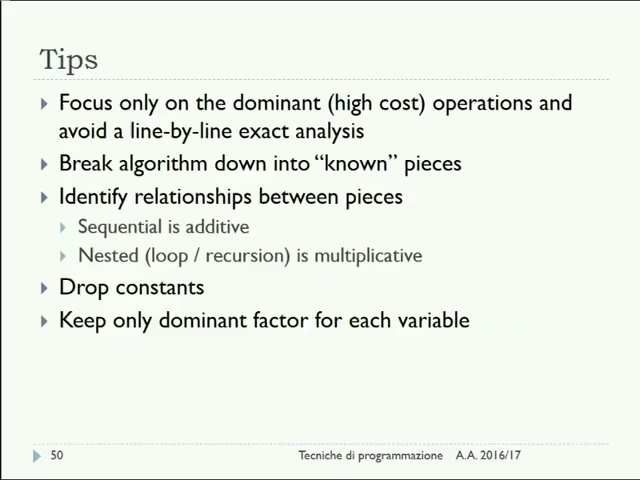 Tips
Focus only on the dominant (high cost) operations and
avoid a line-by-line exact analysis
Break algorithm down into “known” pieces
Identify relationships between pieces
Sequential is additive
Nested (loop / recursion) is multiplicative
Drop constants
Keep only dominant factor for each variable
50 Tecniche di programmazione A.A. 2016/17